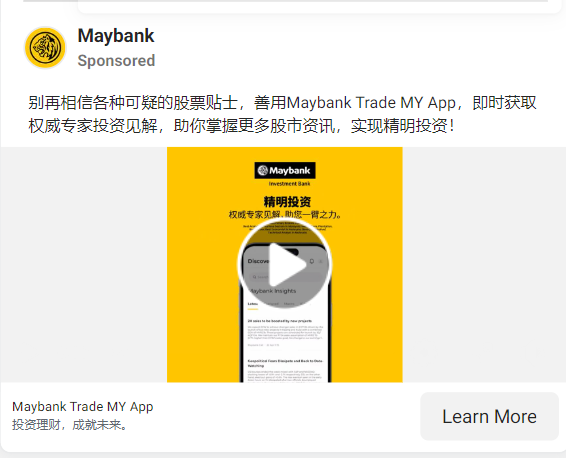 Maybank
Sponsored
别再相信各种可疑的股票贴士，善用Maybank Trade MY App，即时获取
权威专家投资见解，助你掌握更多股市资讯，实现精明投资！
Maybank
Investment Bank
精明投资
权威专家见解，助您一臂之力。
Discove
Maybank Insights
Maybank Trade MY App
投资理财，成就未来。
Learn More